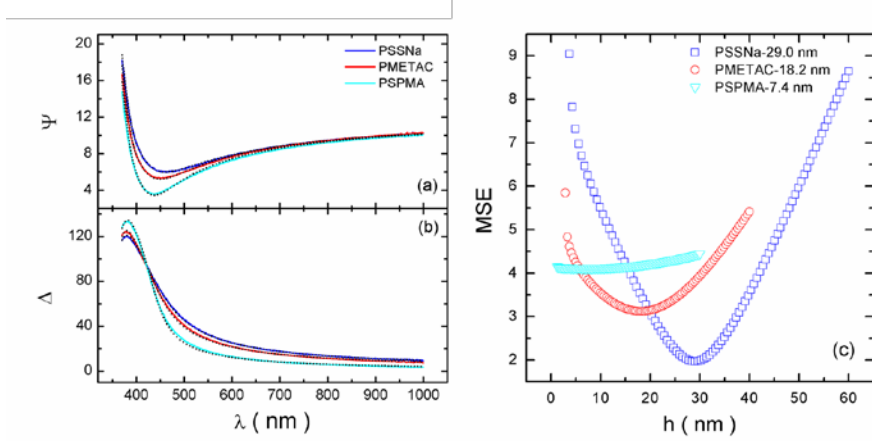 20
16
12
8
4
Ψ
PSSNa
PMETAC
PSPMA
(a)
120
80
40
0
Δ
(b)
400 500 600 700 800 900 1000
λ ( nm )
9
8
7
6
5
4
3
2
MSE
PSSNa-29.0 nm
PMETAC-18.2 nm
PSPMA-7.4 nm
(c)
0 10 20 30 40 50 60
h ( nm )